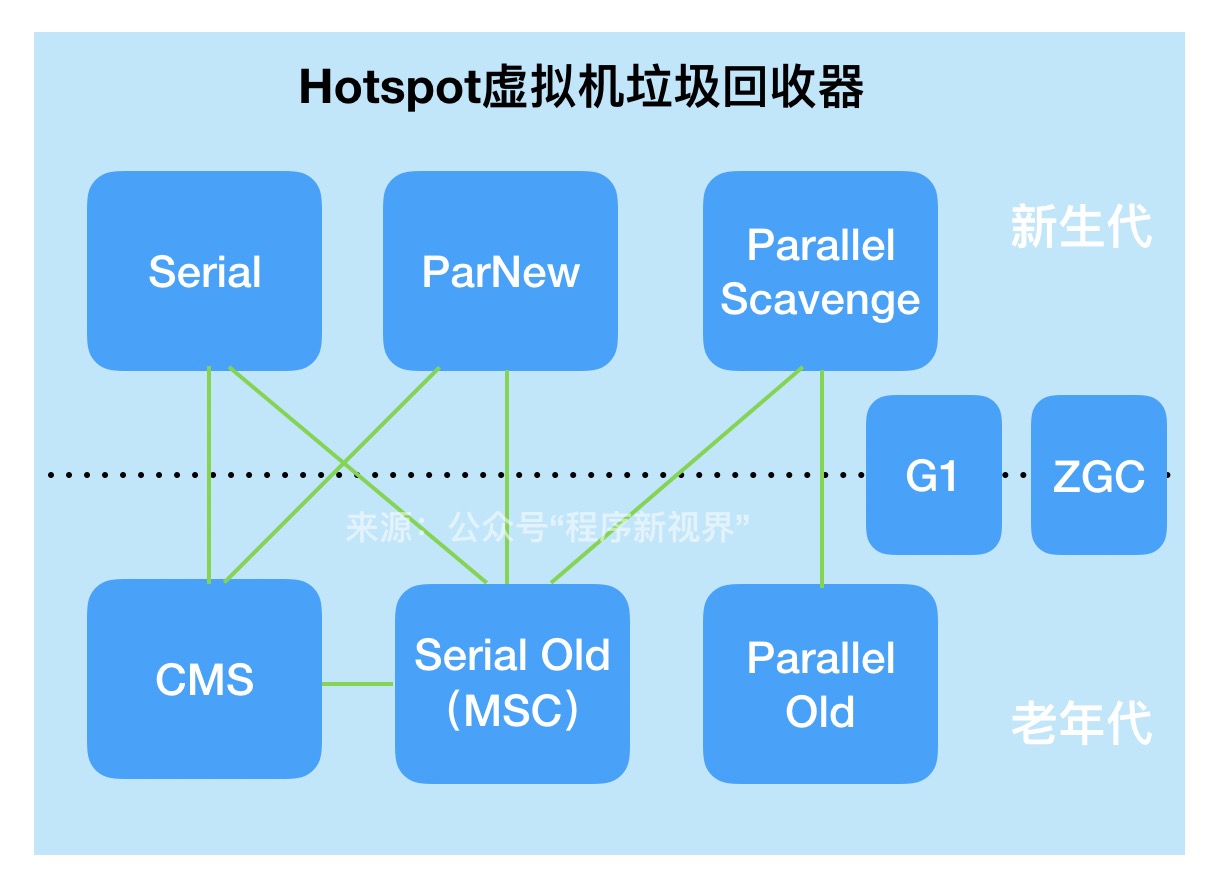 Hotspot虚拟机垃圾回收器
Serial
ParNew
Parallel
Scavenge
新生代
G1
ZGC
来源：公众号“程序新视界”
CMS
Serial Old
（MSC）
Parallel
Old
老年代